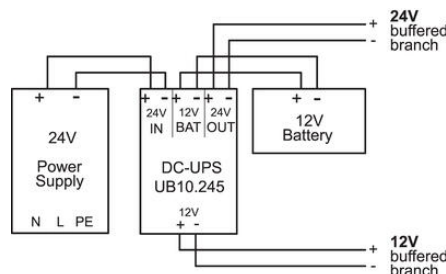 24V
buffered
branch
+
-
+ -
24V
Power
Supply
N L PE
+ - + - + -
24V 12V 24V
IN BAT OUT
DC-UPS
UB10.245
12V
+ -
+ -
12V
Battery
12V
buffered
branch
+
-